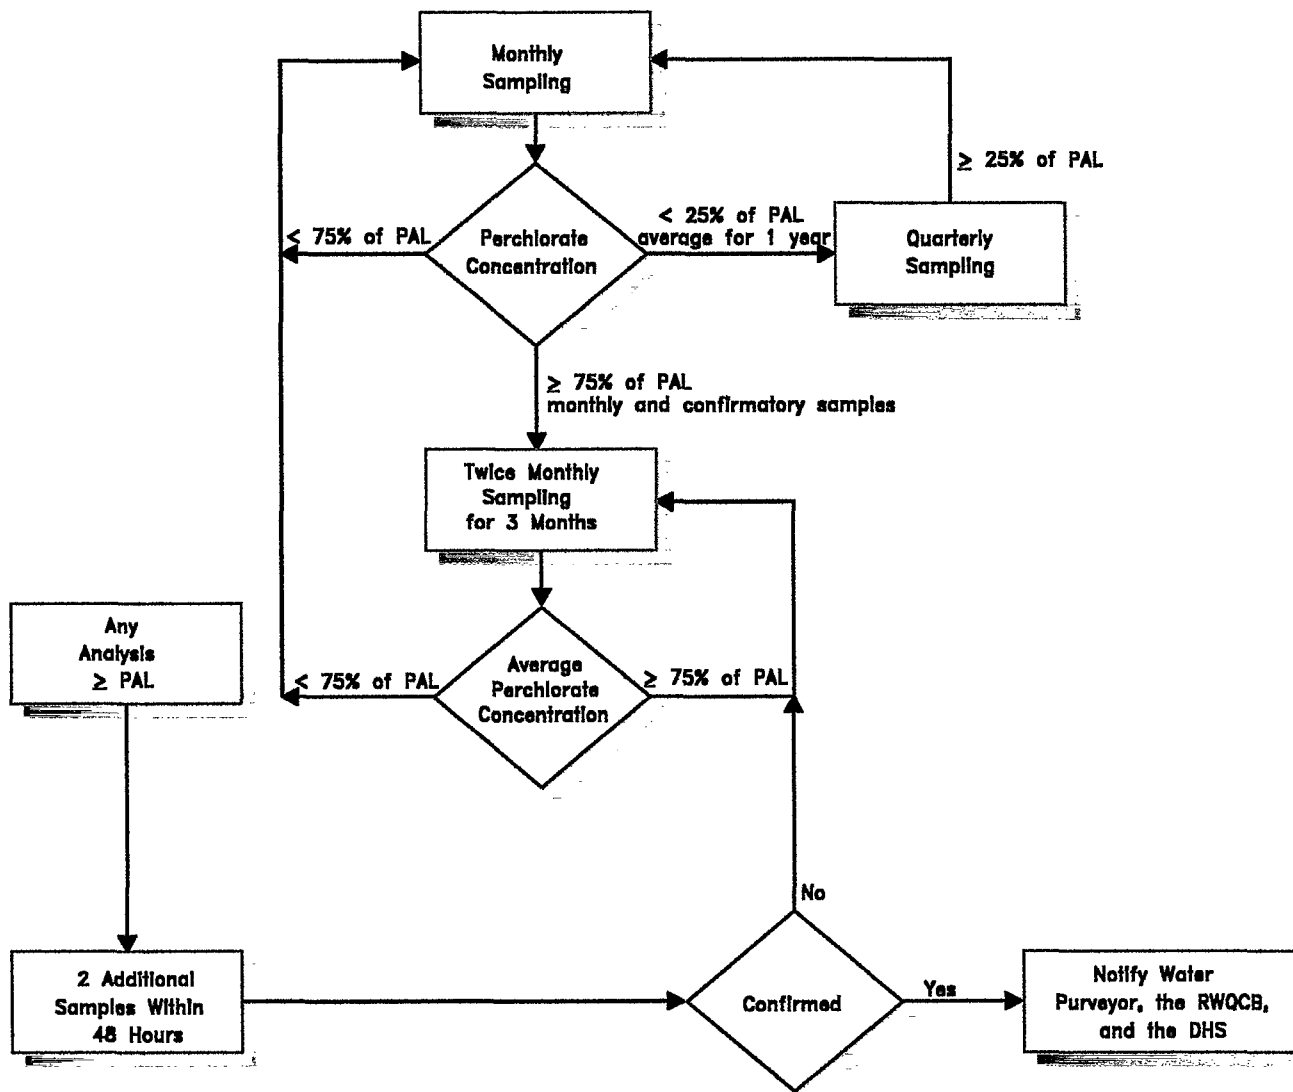 Monthly
Sampling
≥ 25% of PAL
< 75% of PAL
Perchlorate
Concentration
< 25% of PAL
average for 1 year
Quarterly
Sampling
≥ 75% of PAL
monthly and confirmatory samples
Twice Monthly
Sampling
for 3 Months
Any
Analysis
≥ PAL
< 75% of PAL
Average
Perchlorate
Concentration
≥ 75% of PAL
No
2 Additional
Samples Within
48 Hours
Confirmed
Yes
Notify Water
Purveyor, the RWQCB,
and the DHS